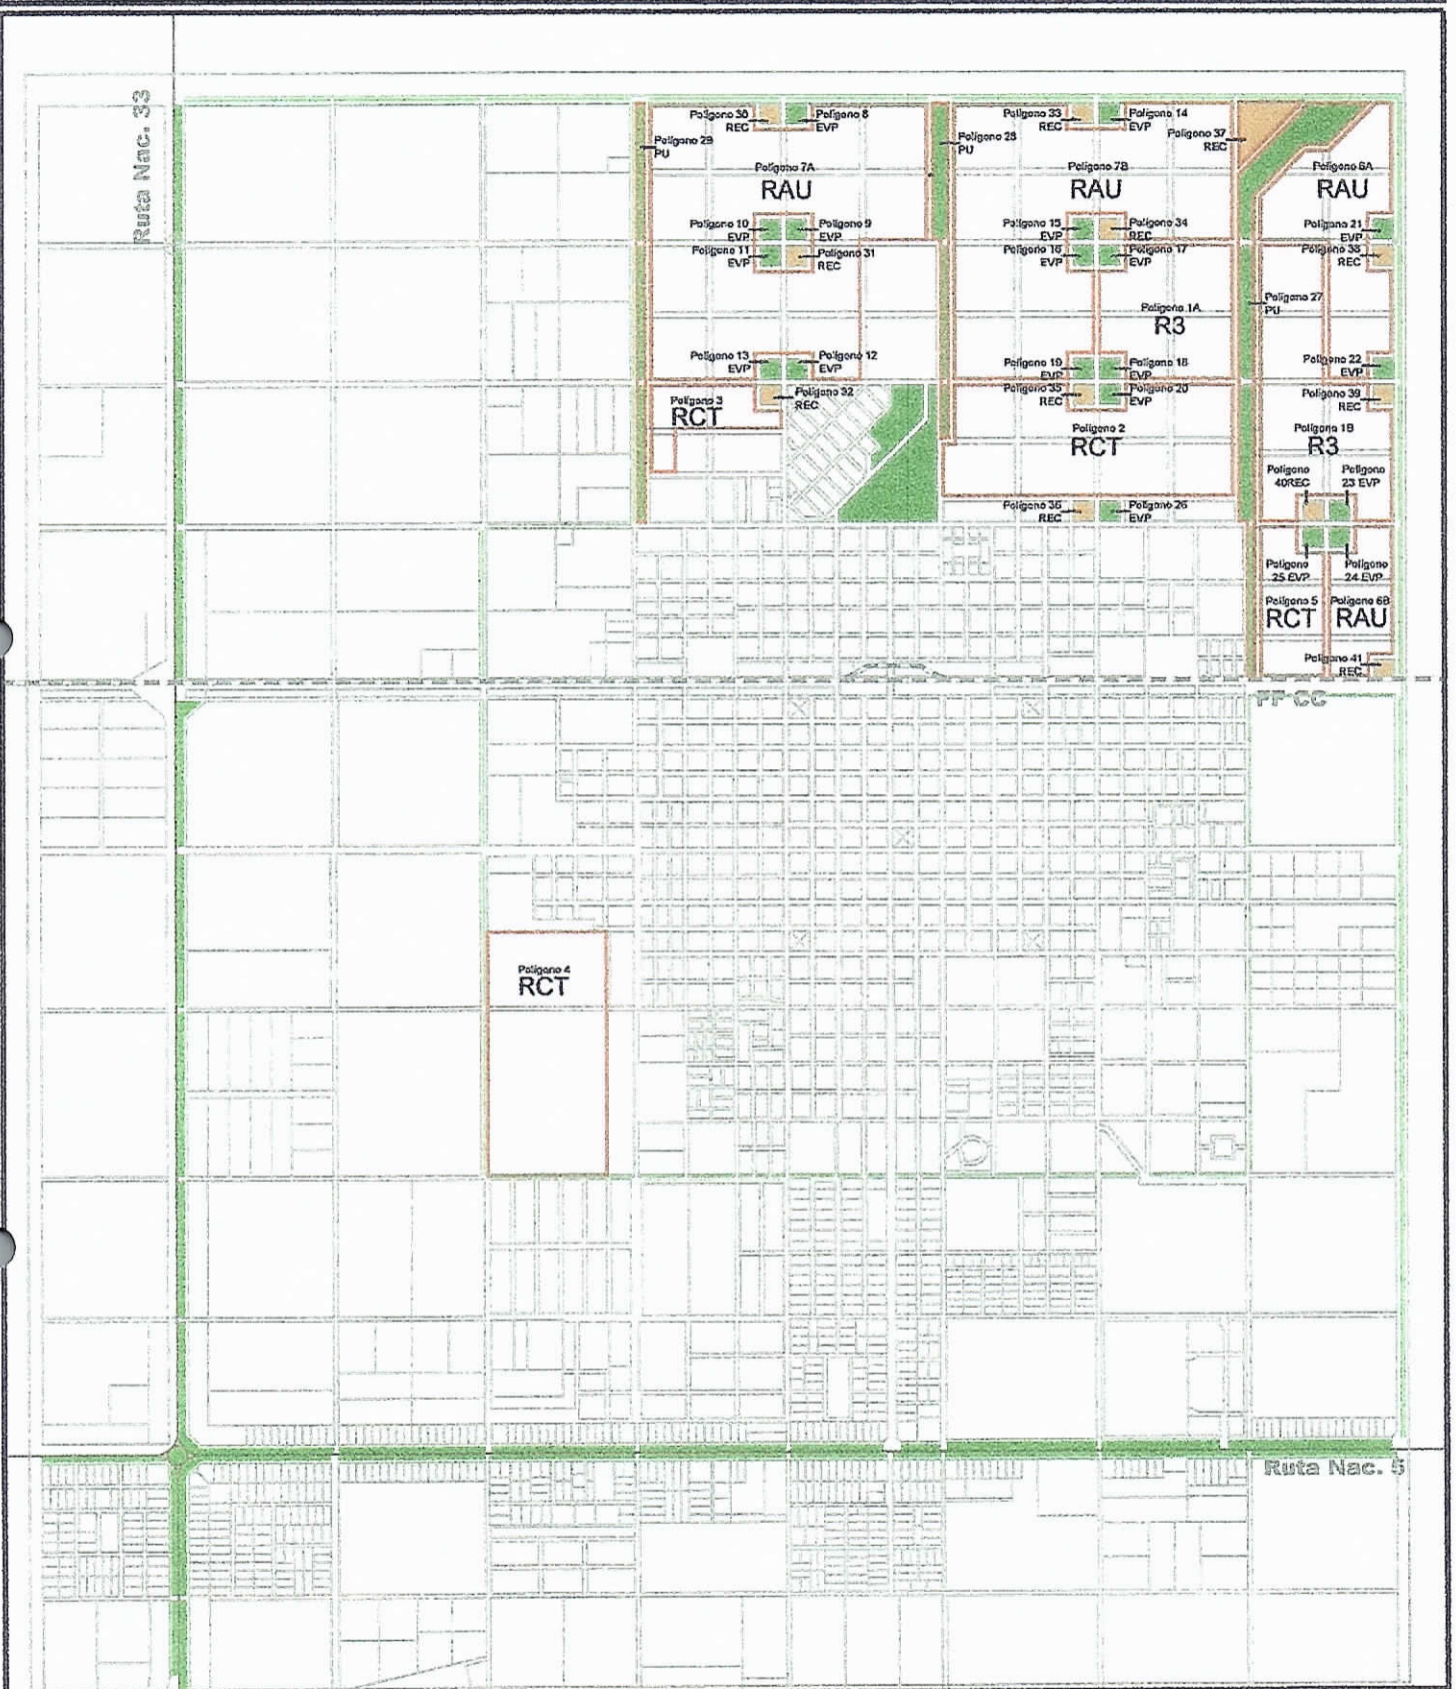 Ruta Nac. 33
Polígono 30
REC
Polígono 8
EVP
Polígono 29
PU
Polígono 7A
RAU
Polígono 10
EVP
Polígono 9
EVP
Polígono 11
EVP
Polígono 31
REC
Polígono 13
EVP
Polígono 12
EVP
Polígono 32
REC
Polígono 3
RCT
Polígono 28
PU
Polígono 33
REC
Polígono 14
EVP
Polígono 7B
RAU
Polígono 15
EVP
Polígono 34
REC
Polígono 16
EVP
Polígono 17
EVP
Polígono 1A
R3
Polígono 19
EVP
Polígono 18
EVP
Polígono 35
REC
Polígono 20
EVP
Polígono 2
RCT
Polígono 36
REC
Polígono 26
EVP
Polígono 37
REC
Polígono 6A
RAU
Polígono 21
EVP
Polígono 38
REC
Polígono 27
PU
Polígono 22
EVP
Polígono 39
REC
Polígono 1B
R3
Polígono
40REC
Polígono
23 EVP
Polígono
25 EVP
Polígono
24 EVP
Polígono 5
RCT
Polígono 6B
RAU
Polígono 41
REC
FF CC
Polígono 4
RCT
Ruta Nac. 5